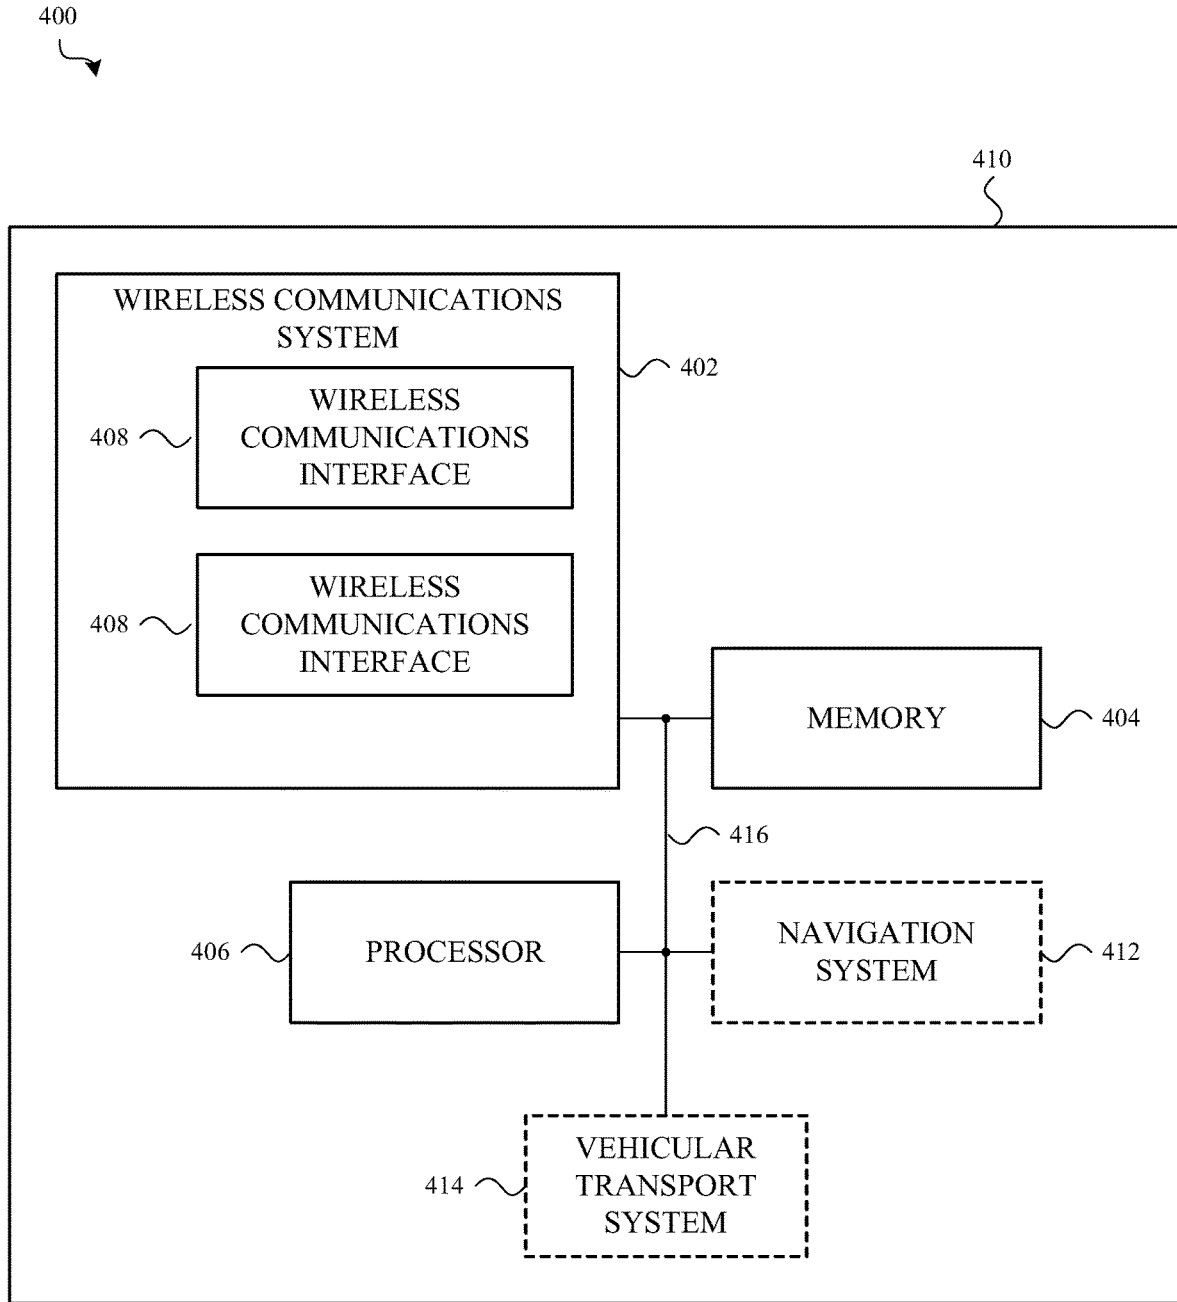 400
410
WIRELESS COMMUNICATIONS
SYSTEM
402
WIRELESS
COMMUNICATIONS
INTERFACE
408
WIRELESS
COMMUNICATIONS
INTERFACE
408
MEMORY
404
416
PROCESSOR
406
NAVIGATION
SYSTEM
412
VEHICULAR
TRANSPORT
SYSTEM
414